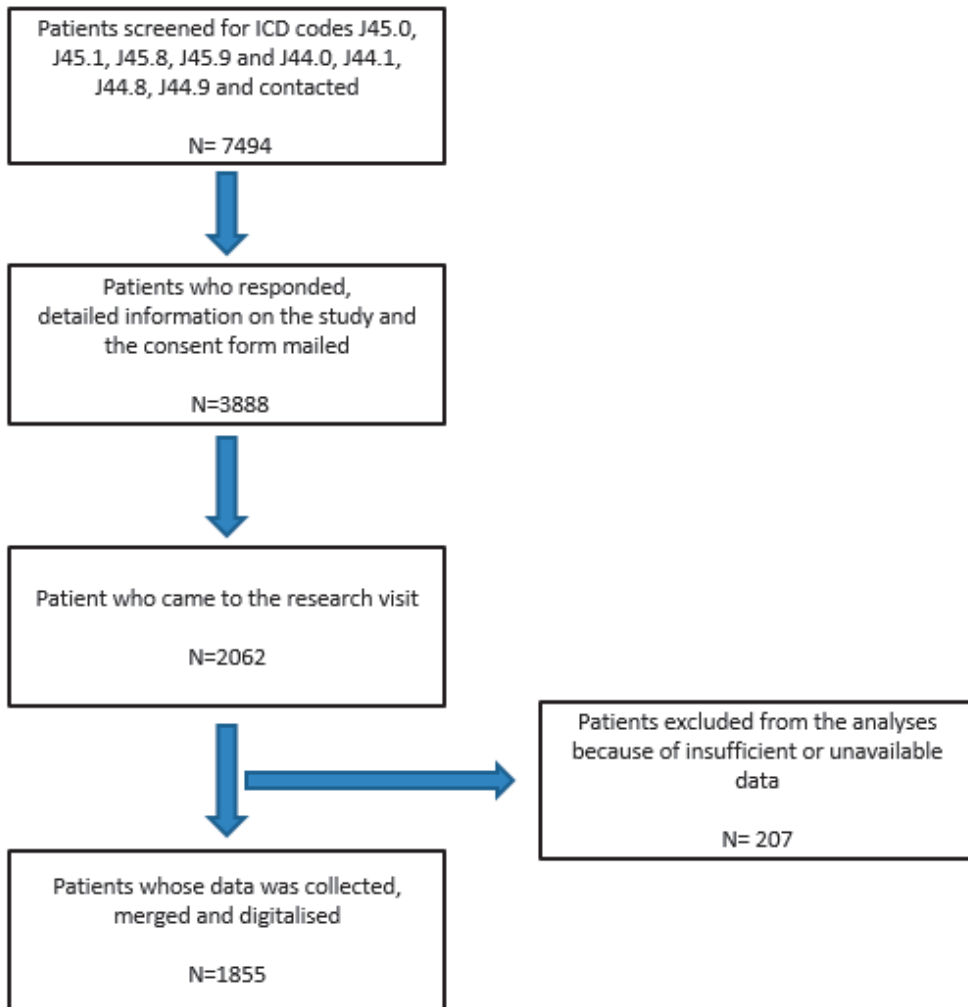 Patients screened for ICD codes J45.0,
J45.1, J45.8, J45.9 and J44.0, J44.1,
J44.8, J44.9 and contacted
N= 7494
Patients who responded,
detailed information on the study and
the consent form mailed
N=3888
Patient who came to the research visit
N=2062
Patients excluded from the analyses
because of insufficient or unavailable
data
N= 207
Patients whose data was collected,
merged and digitalised
N=1855